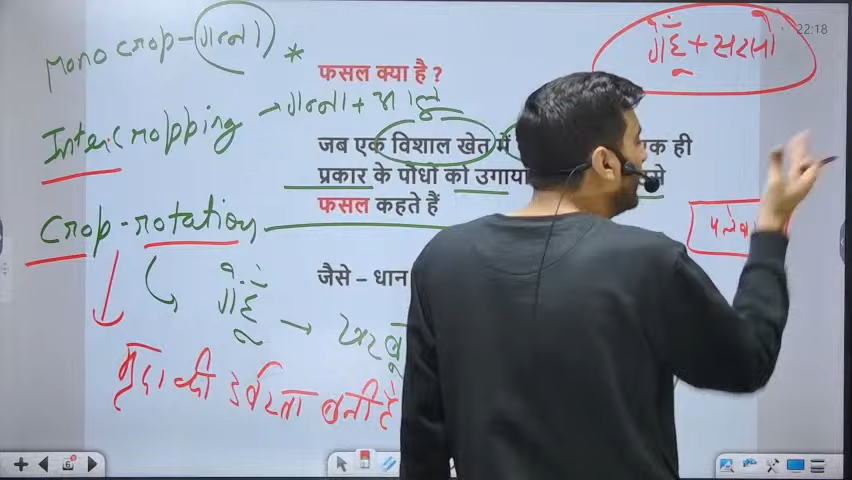 Mono crop - गन्ना *
गेहूँ + सरसों
22:18
फसल क्या है ?
Inter Cropping → गन्ना + आलू
जब एक विशाल खेत में एक ही
प्रकार के पौधों को उगाया
फसल कहते हैं
Crop-rotation
जैसे – धान
गेहूँ →
मृदा की उर्वरता बनी है
6